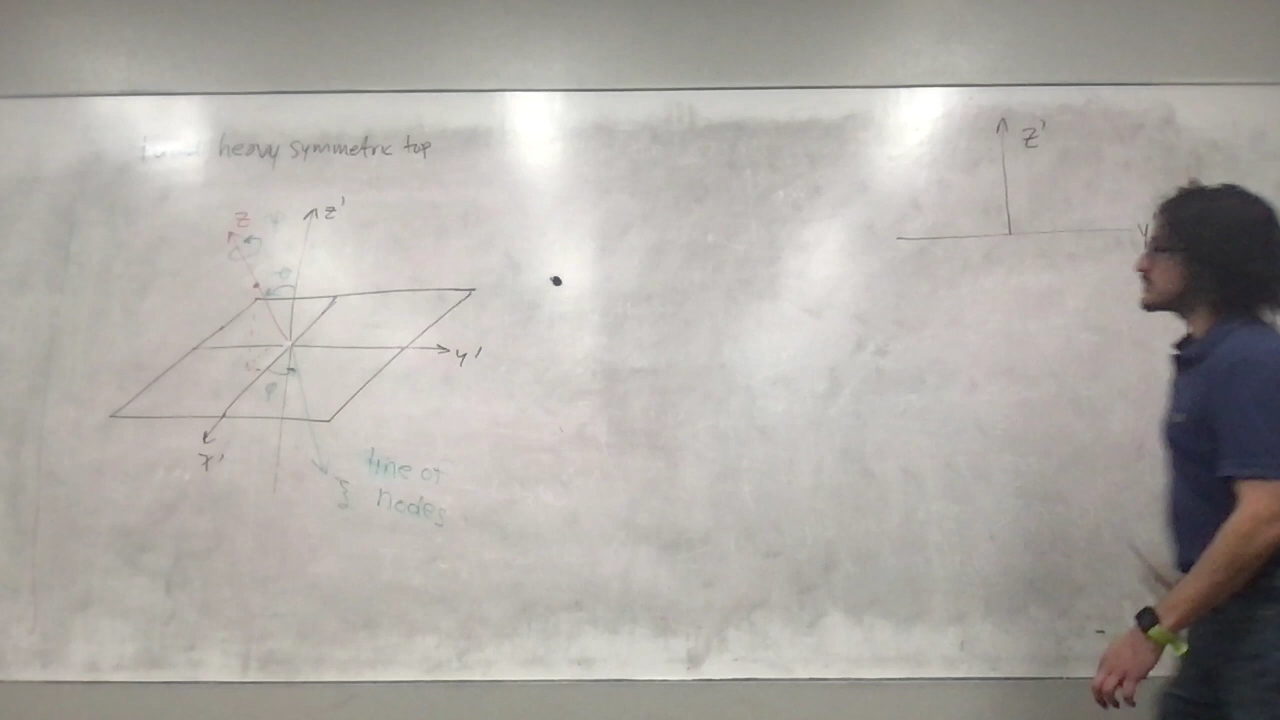 heavy symmetric top
z
z'
θ
y'
φ
x'
ξ
line of
nodes
z'
y